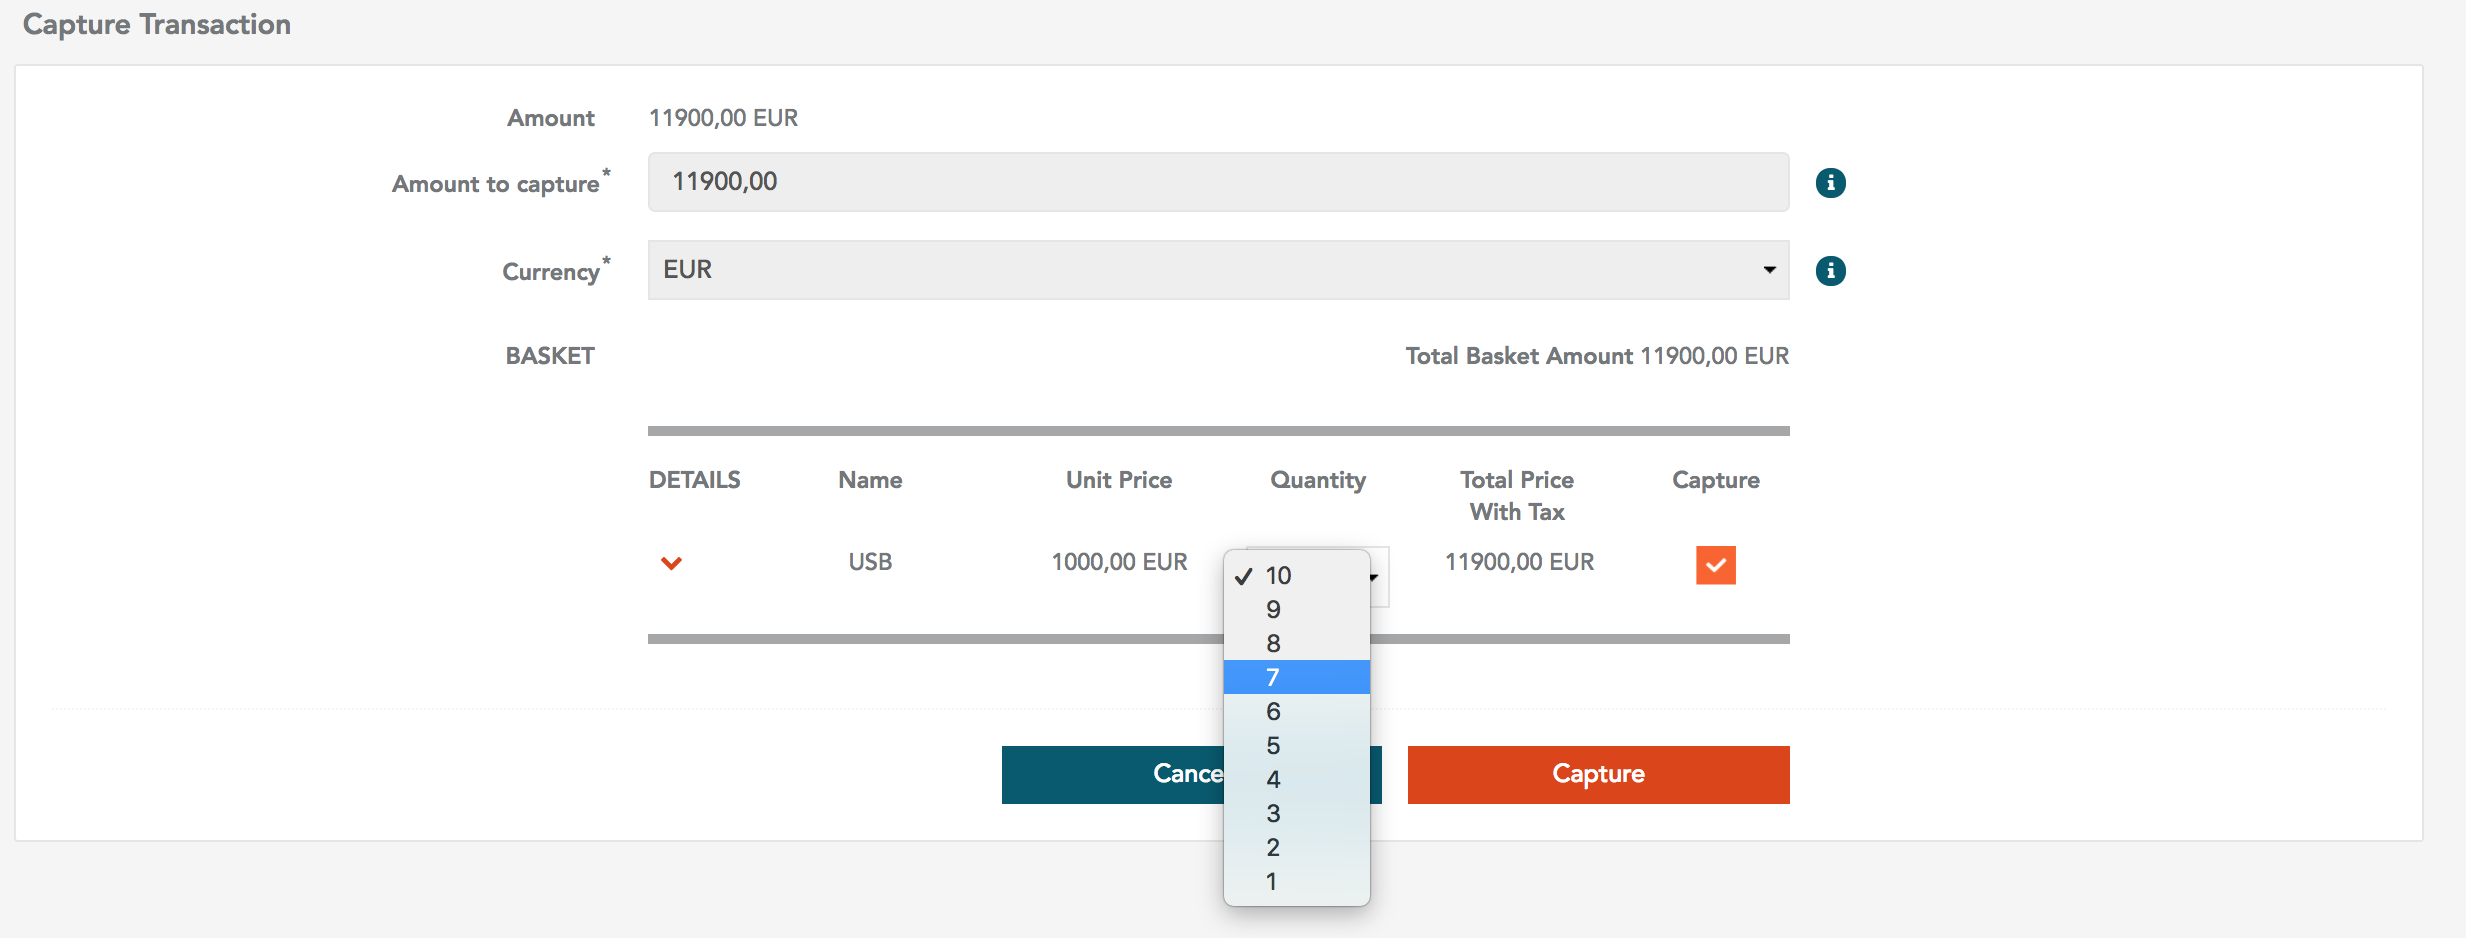 Capture Transaction
Amount 11900,00 EUR
Amount to capture* 11900,00
Currency* EUR
BASKET Total Basket Amount 11900,00 EUR
DETAILS Name Unit Price Quantity Total Price With Tax Capture
USB 1000,00 EUR 11900,00 EUR
10
9
8
7
6
5
4
3
2
1
Cance Capture